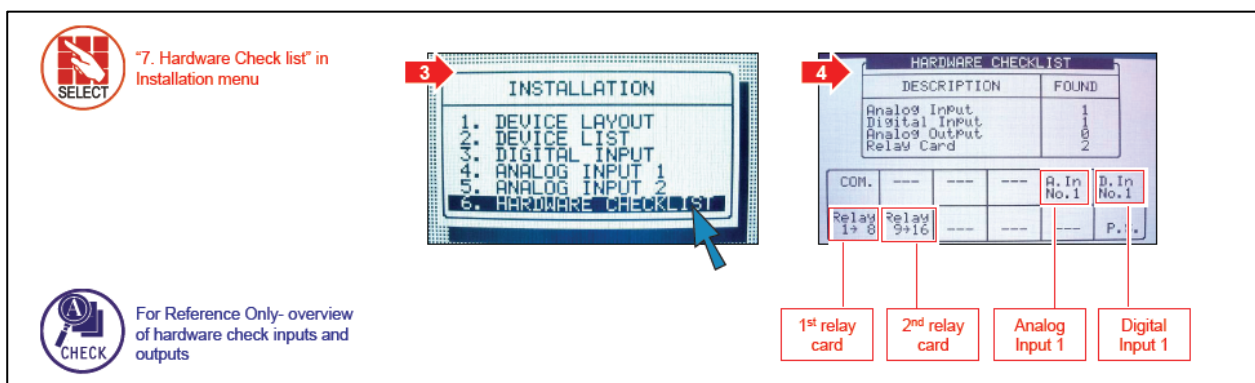 SELECT
“7. Hardware Check list” in
Installation menu
3
INSTALLATION
1. DEVICE LAYOUT
2. DEVICE LIST
3. DIGITAL INPUT
4. ANALOG INPUT 1
5. ANALOG INPUT 2
6. HARDWARE CHECKLIST
4
HARDWARE CHECKLIST
DESCRIPTION FOUND
Analog Input 1
Digital Input 1
Analog Output 0
Relay Card 2
COM. --- --- --- A.In D.In
No.1 No.1
Relay Relay
1→ 8 9→16 --- --- --- P.S.
1st relay
card
2nd relay
card
Analog
Input 1
Digital
Input 1
A
CHECK
For Reference Only- overview
of hardware check inputs and
outputs